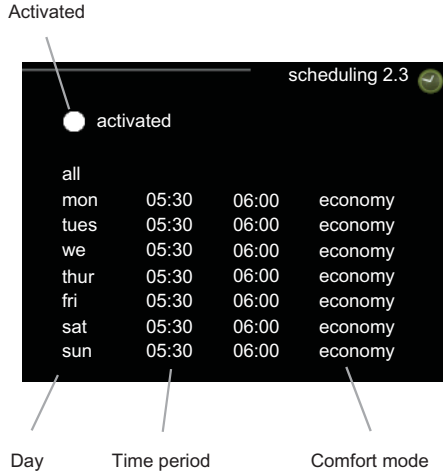 Activated
scheduling 2.3
activated
all
mon 05:30 06:00 economy
tues 05:30 06:00 economy
we 05:30 06:00 economy
thur 05:30 06:00 economy
fri 05:30 06:00 economy
sat 05:30 06:00 economy
sun 05:30 06:00 economy
Day Time period Comfort mode